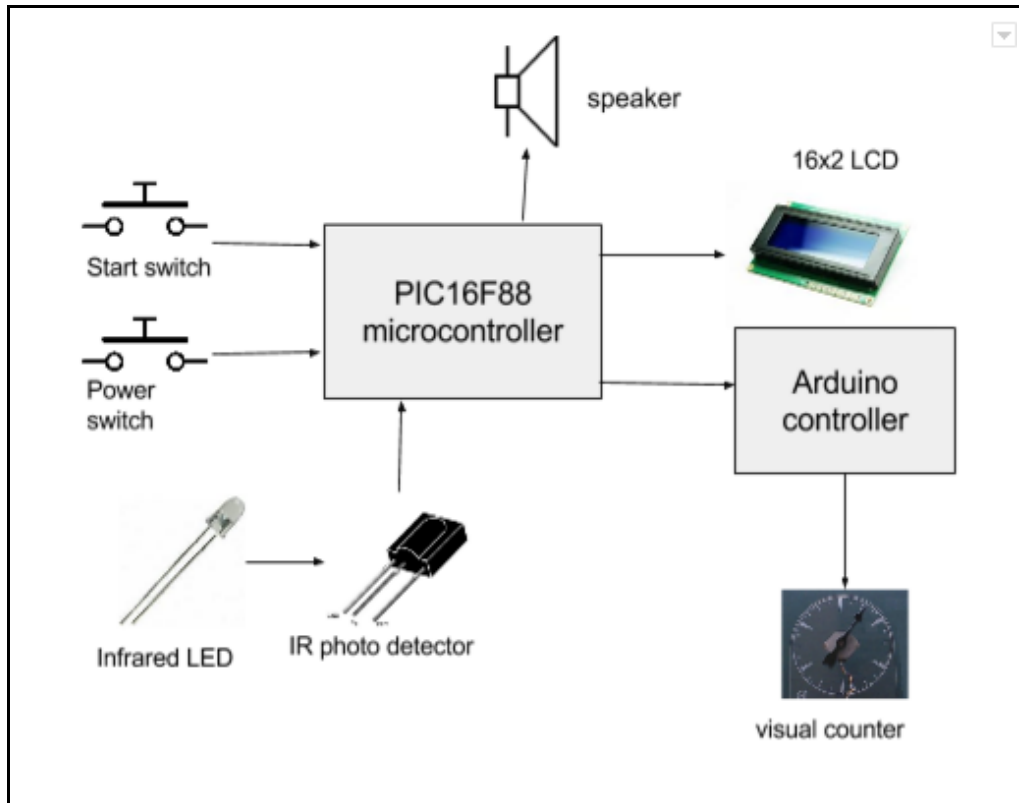 speaker
16x2 LCD
Start switch
PIC16F88
microcontroller
Power
switch
Arduino
controller
Infrared LED
IR photo detector
visual counter